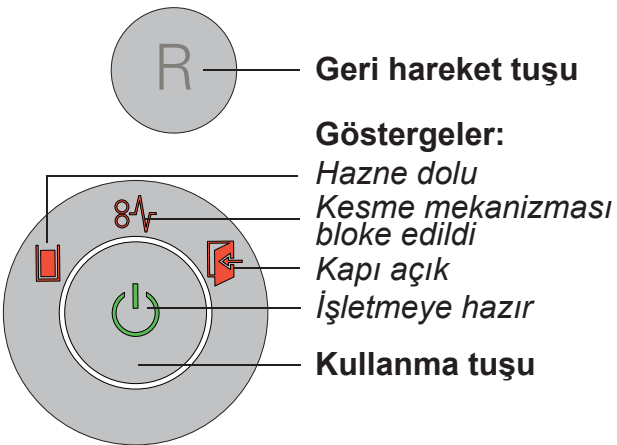 R
Geri hareket tuşu
Göstergeler:
Hazne dolu
Kesme mekanizması
bloke edildi
Kapı açık
İşletmeye hazır
Kullanma tuşu